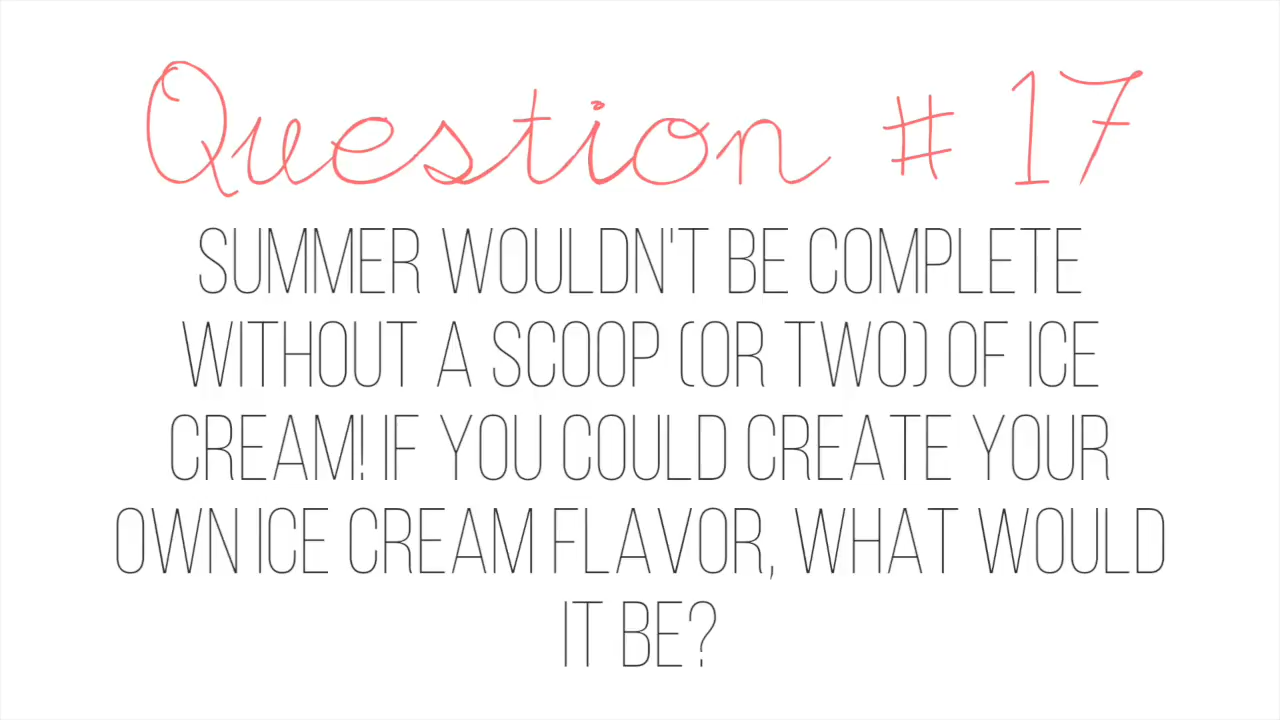 Question # 17
SUMMER WOULDN'T BE COMPLETE
WITHOUT A SCOOP (OR TWO) OF ICE
CREAM! IF YOU COULD CREATE YOUR
OWN ICE CREAM FLAVOR, WHAT WOULD
IT BE?